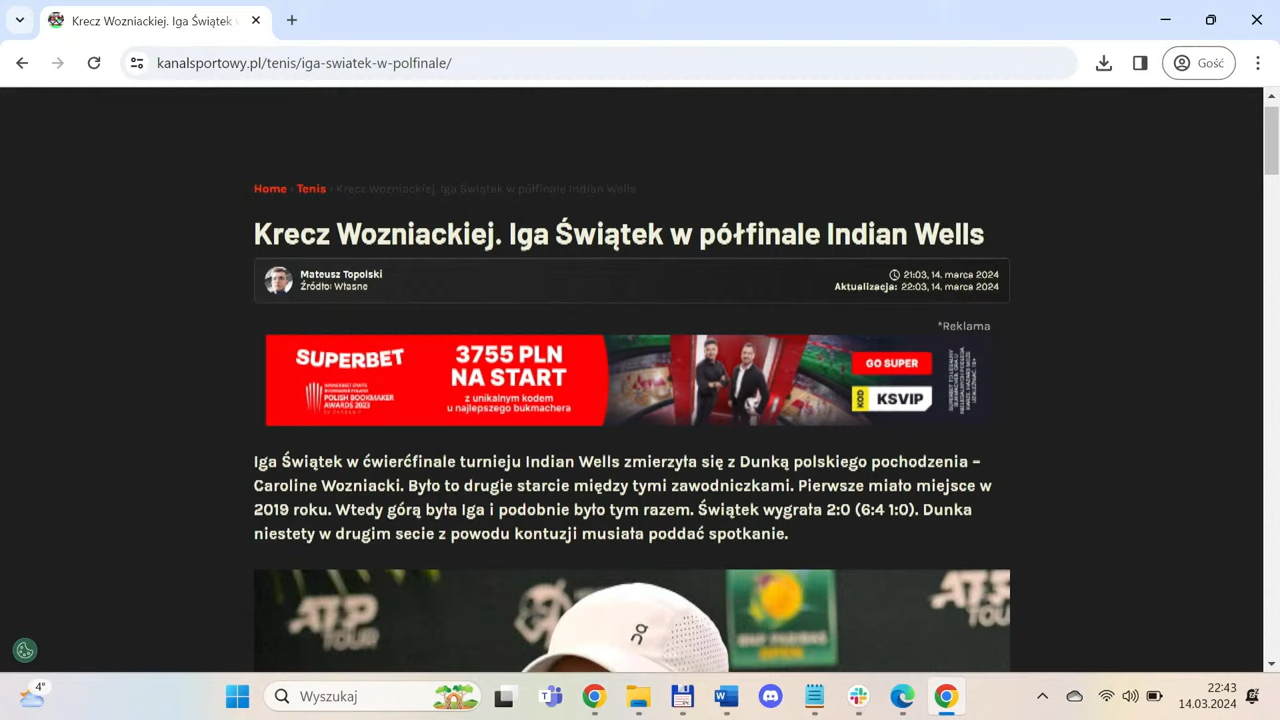 Krecz Wozniackiej. Iga Świątek
kanalsportowy.pl/tenis/iga-swiatek-w-polfinale/
Gość
Home › Tenis › Krecz Wozniackiej. Iga Świątek w półfinale Indian Wells
Krecz Wozniackiej. Iga Świątek w półfinale Indian Wells
Mateusz Topolski
Źródło: Własne
21:03, 14. marca 2024
Aktualizacja: 22:03, 14. marca 2024
*Reklama
SUPERBET
POLISH BOOKMAKER
AWARDS 2023
3755 PLN
NA START
z unikalnym kodem
u najlepszego bukmachera
GO SUPER
KOD
KSVIP
Iga Świątek w ćwierćfinale turnieju Indian Wells zmierzyła się z Dunką polskiego pochodzenia –
Caroline Wozniacki. Było to drugie starcie między tymi zawodniczkami. Pierwsze miało miejsce w
2019 roku. Wtedy górą była Iga i podobnie było tym razem. Świątek wygrała 2:0 (6:4 1:0). Dunka
niestety w drugim secie z powodu kontuzji musiała poddać spotkanie.
ATP
TOUR
ATP
TOUR
BNP PARIBAS
OPEN
4°
Wyszukaj
22:43
14.03.2024